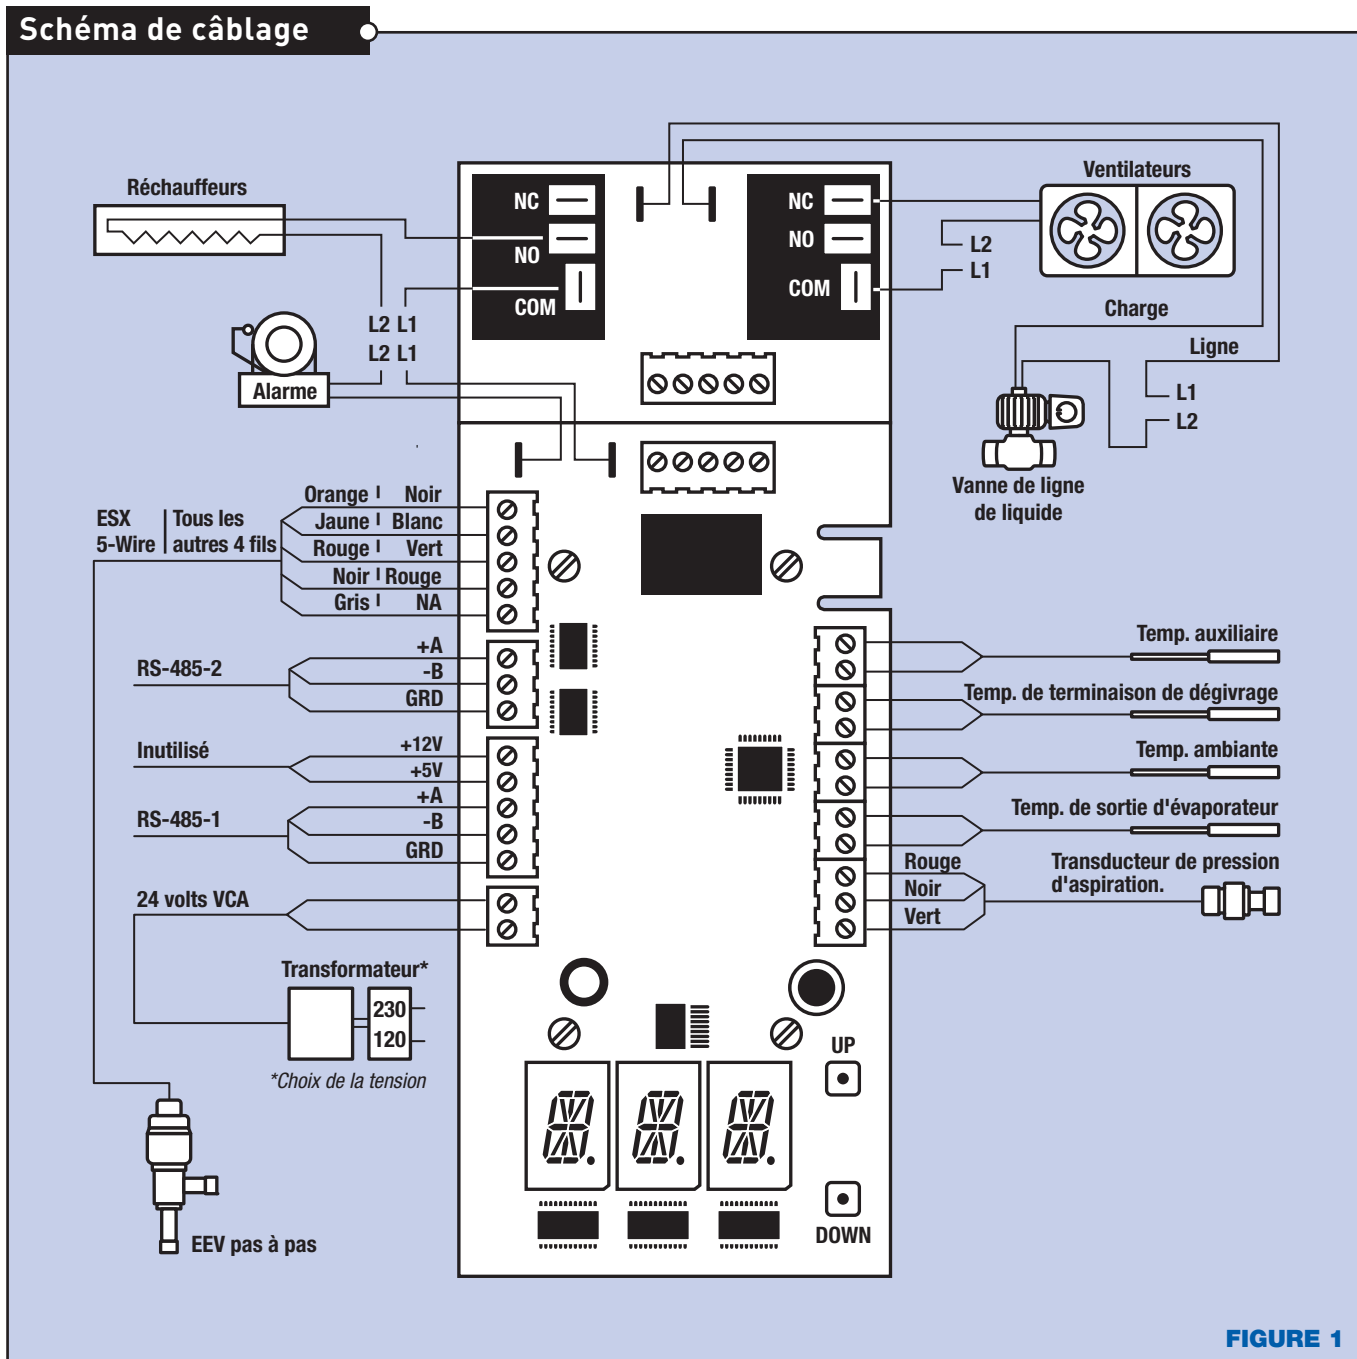 Schéma de câblage
Réchauffeurs
NC
NO
COM
NC
NO
COM
Ventilateurs
L2
L1
Charge
Ligne
L1
L2
Vanne de ligne
de liquide
L2 L1
L2 L1
Alarme
Orange Noir
Jaune Blanc
Rouge Vert
Noir Rouge
Gris NA
ESX
5-Wire
Tous les
autres 4 fils
RS-485-2
+A
-B
GRD
Inutilisé
+12V
+5V
RS-485-1
+A
-B
GRD
24 volts VCA
Transformateur*
230
120
*Choix de la tension
EEV pas à pas
Temp. auxiliaire
Temp. de terminaison de dégivrage
Temp. ambiante
Temp. de sortie d'évaporateur
Rouge
Noir
Vert
Transducteur de pression
d'aspiration.
UP
DOWN
FIGURE 1